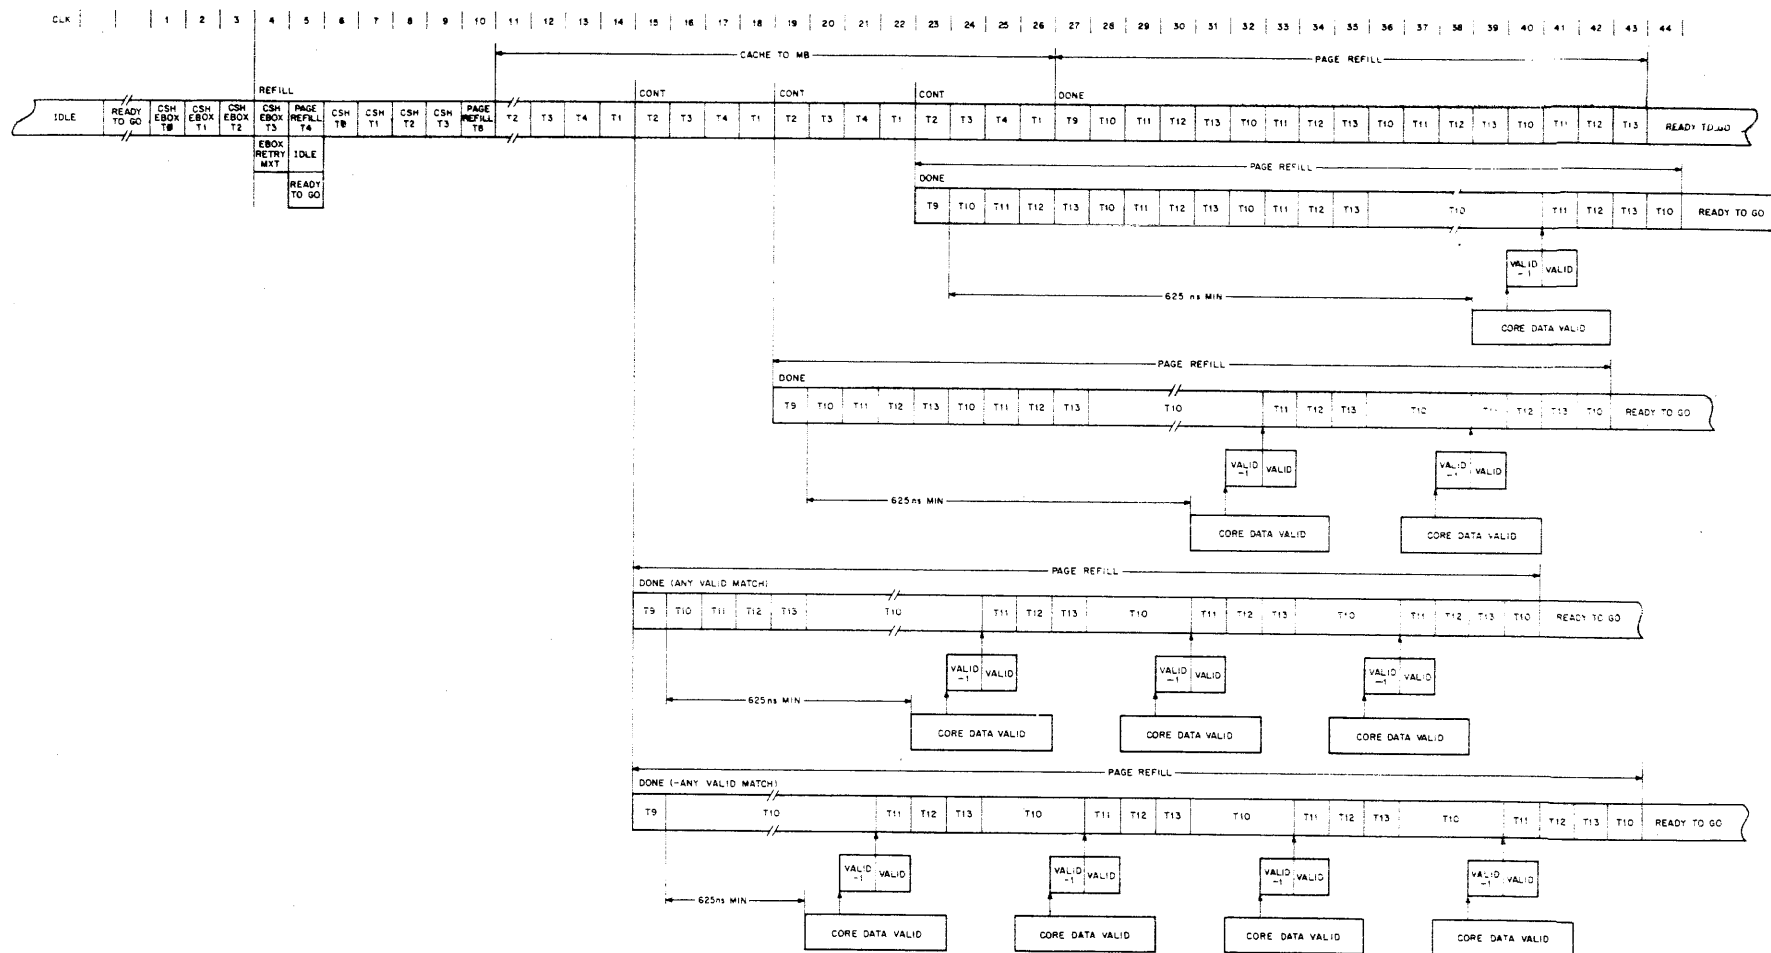 CLK 1 2 3 4 5 6 7 8 9 10 11 12 13 14 15 16 17 18 19 20 21 22 23 24 25 26 27 28 29 30 31 32 33 34 35 36 37 38 39 40 41 42 43 44
CACHE TO MB PAGE REFILL
REFILL CONT CONT CONT DONE
IDLE READY TO GO CSH EBOX T0 CSH EBOX T1 CSH EBOX T2 CSH EBOX T3 PAGE REFILL T4 CSH T0 CSH T1 CSH T2 CSH T3 PAGE REFILL T8 T2 T3 T4 T1 T2 T3 T4 T1 T2 T3 T4 T1 T2 T3 T4 T1 T9 T10 T11 T12 T13 T10 T11 T12 T13 T10 T11 T12 T13 T10 T11 T12 T13 READY TO GO
EBOX RETRY NXT IDLE
READY TO GO
PAGE REFILL
DONE
T9 T10 T11 T12 T13 T10 T11 T12 T13 T10 T11 T12 T13 T10 T11 T12 T13 T10 READY TO GO
VALID -1 VALID
625 ns MIN
CORE DATA VALID
PAGE REFILL
DONE
T9 T10 T11 T12 T13 T10 T11 T12 T13 T10 T11 T12 T13 T10 T11 T12 T13 T10 READY TO GO
VALID -1 VALID VALID -1 VALID
625ns MIN
CORE DATA VALID CORE DATA VALID
PAGE REFILL
DONE (ANY VALID MATCH)
T9 T10 T11 T12 T13 T10 T11 T12 T13 T10 T11 T12 T13 T10 T11 T12 T13 T10 READY TO GO
VALID -1 VALID VALID -1 VALID VALID -1 VALID
625ns MIN
CORE DATA VALID CORE DATA VALID CORE DATA VALID
PAGE REFILL
DONE (-ANY VALID MATCH)
T9 T10 T11 T12 T13 T10 T11 T12 T13 T10 T11 T12 T13 T10 T11 T12 T13 T10 READY TO GO
VALID -1 VALID VALID -1 VALID VALID -1 VALID VALID -1 VALID
625ns MIN
CORE DATA VALID CORE DATA VALID CORE DATA VALID CORE DATA VALID